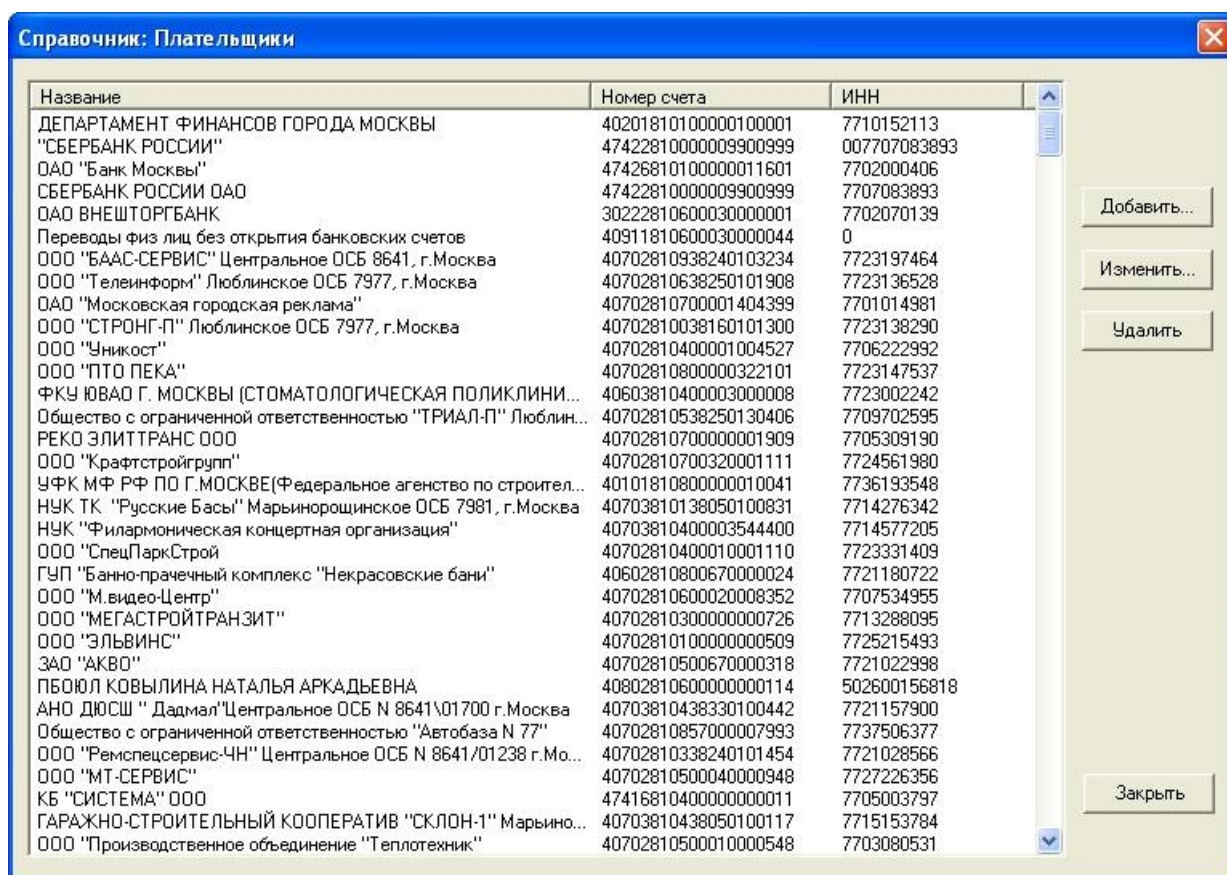 Справочник: Плательщики
Название Номер счета ИНН
ДЕПАРТАМЕНТ ФИНАНСОВ ГОРОДА МОСКВЫ 40201810100000100001 7710152113
"СБЕРБАНК РОССИИ" 47422810000009900999 007707083893
ОАО "Банк Москвы" 47426810100000011601 7702000406
СБЕРБАНК РОССИИ ОАО 47422810000009900999 7707083893
ОАО ВНЕШТОРГБАНК 30222810600030000001 7702070139
Добавить...
Переводы физ лиц без открытия банковских счетов 40911810600030000044 0
ООО "БААС-СЕРВИС" Центральное ОСБ 8641, г.Москва 40702810938240103234 7723197464
Изменить...
ООО "Телеинформ" Люблинское ОСБ 7977, г.Москва 40702810638250101908 7723136528
ОАО "Московская городская реклама" 40702810700001404399 7701014981
ООО "СТРОНГ-П" Люблинское ОСБ 7977, г.Москва 40702810038160101300 7723138290
Удалить
ООО "Уникост" 40702810400001004527 7706222992
ООО "ПТО ПЕКА" 40702810800000322101 7723147537
ФКУ ЮВАО Г. МОСКВЫ (СТОМАТОЛОГИЧЕСКАЯ ПОЛИКЛИНИ... 40603810400003000008 7723002242
Общество с ограниченной ответственностью "ТРИАЛ-П" Люблин... 40702810538250130406 7709702595
РЕКО ЭЛИТТРАНС ООО 40702810700000001909 7705309190
ООО "Крафтстройгрупп" 40702810700320001111 7724561980
УФК МФ РФ ПО Г.МОСКВЕ(Федеральное агенство по строител... 40101810800000010041 7736193548
НУК ТК "Русские Басы" Марьинорощинское ОСБ 7981, г.Москва 40703810138050100831 7714276342
НУК "Филармоническая концертная организация" 40703810400003544400 7714577205
ООО "СпецПаркСтрой 40702810400010001110 7723331409
ГУП "Банно-прачечный комплекс "Некрасовские бани" 40602810800670000024 7721180722
ООО "М.видео-Центр" 40702810600020008352 7707534955
ООО "МЕГАСТРОЙТРАНЗИТ" 40702810300000000726 7713288095
ООО "ЭЛЬВИНС" 40702810100000000509 7725215493
ЗАО "АКВО" 40702810500670000318 7721022998
ПБОЮЛ КОВЫЛИНА НАТАЛЬЯ АРКАДЬЕВНА 40802810600000000114 502600156818
АНО ДЮСШ " Дадмал"Центральное ОСБ N 8641\01700 г.Москва 40703810438330100442 7721157900
Общество с ограниченной ответственностью "Автобаза N 77" 40702810857000007993 7737506377
ООО "Ремспецсервис-ЧН" Центральное ОСБ N 8641/01238 г.Мо... 40702810338240101454 7721028566
ООО "МТ-СЕРВИС" 40702810500040000948 7727226356
КБ "СИСТЕМА" ООО 47416810400000000011 7705003797
Закрыть
ГАРАЖНО-СТРОИТЕЛЬНЫЙ КООПЕРАТИВ "СКЛОН-1" Марьино... 40703810438050100117 7715153784
ООО "Производственное объединение "Теплотехник" 40702810500010000548 7703080531